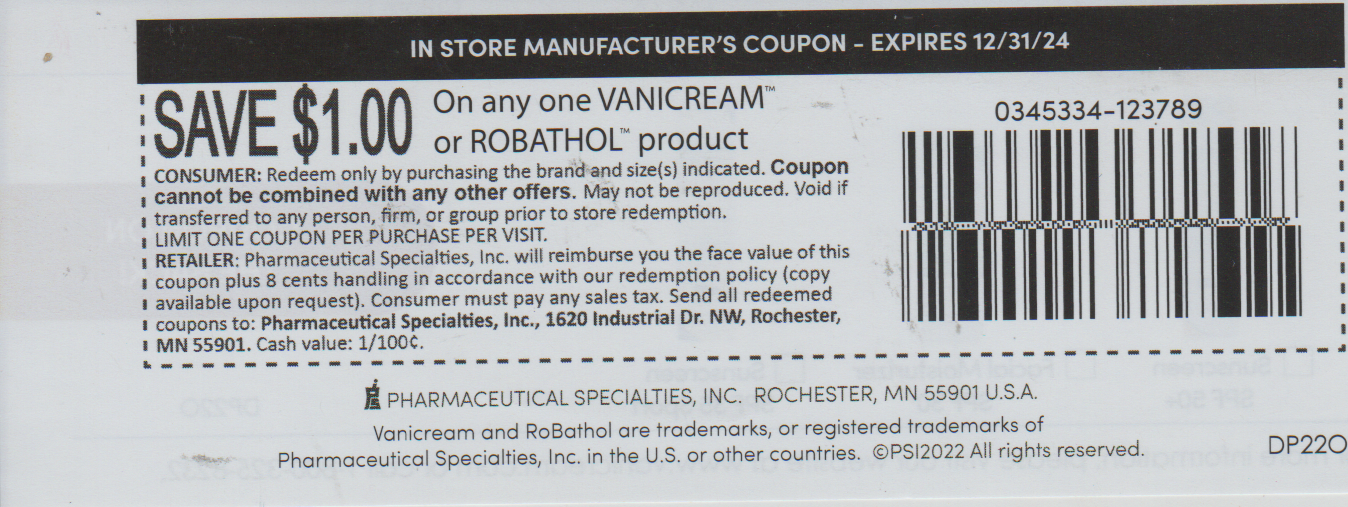 IN STORE MANUFACTURER'S COUPON - EXPIRES 12/31/24
SAVE $1.00
On any one VANICREAM™
or ROBATHOL™ product
CONSUMER: Redeem only by purchasing the brand and size(s) indicated. Coupon
cannot be combined with any other offers. May not be reproduced. Void if
transferred to any person, firm, or group prior to store redemption.
LIMIT ONE COUPON PER PURCHASE PER VISIT.
RETAILER: Pharmaceutical Specialties, Inc. will reimburse you the face value of this
coupon plus 8 cents handling in accordance with our redemption policy (copy
available upon request). Consumer must pay any sales tax. Send all redeemed
coupons to: Pharmaceutical Specialties, Inc., 1620 Industrial Dr. NW, Rochester,
MN 55901. Cash value: 1/100¢.
0345334-123789
PHARMACEUTICAL SPECIALTIES, INC. ROCHESTER, MN 55901 U.S.A.
Vanicream and RoBathol are trademarks, or registered trademarks of
Pharmaceutical Specialties, Inc. in the U.S. or other countries. ©PSI2022 All rights reserved.
DP22O